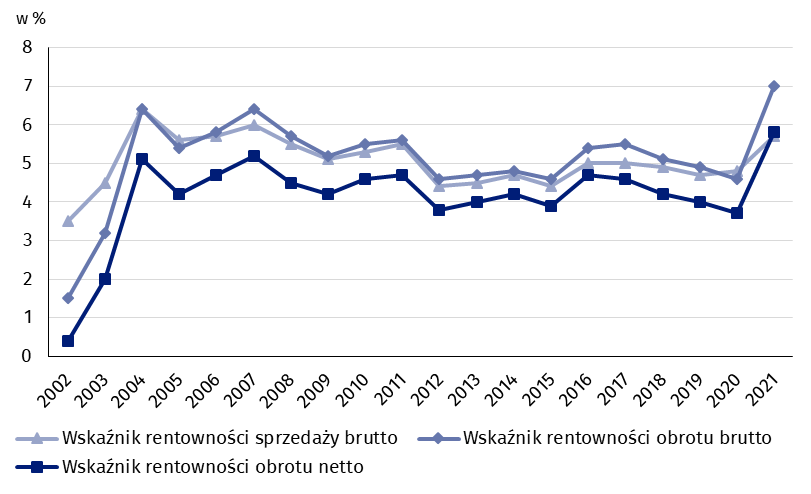 w %
8
7
6
5
4
3
2
1
0
2002 2003 2004 2005 2006 2007 2008 2009 2010 2011 2012 2013 2014 2015 2016 2017 2018 2019 2020 2021
Wskaźnik rentowności sprzedaży brutto Wskaźnik rentowności obrotu brutto
Wskaźnik rentowności obrotu netto